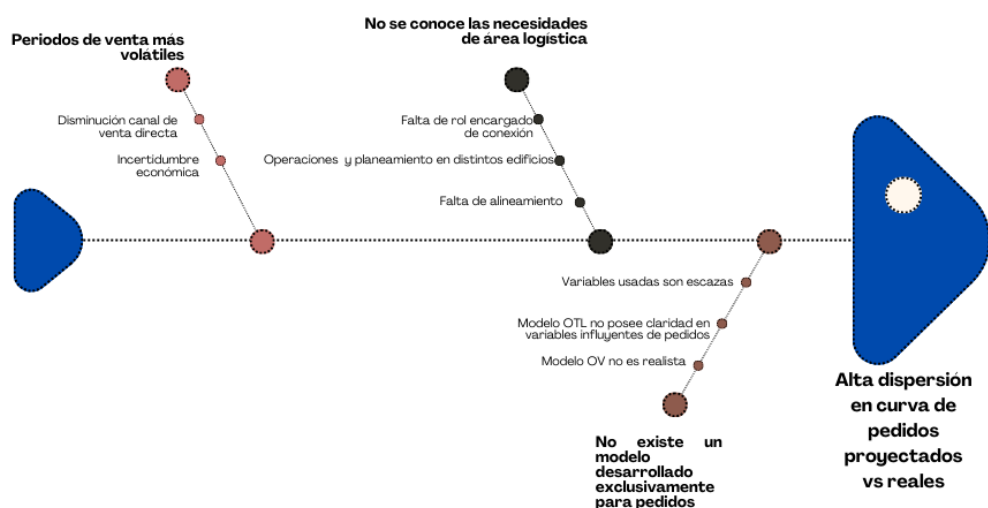 Periodos de venta más
volátiles
Disminución canal de
venta directa
Incertidumbre
económica
No se conoce las necesidades
de área logística
Falta de rol encargado
de conexión
Operaciones y planeamiento en distintos edificios
Falta de alineamiento
Variables usadas son escazas
Modelo OTL no posee claridad en
variables influyentes de pedidos
Modelo OV no es realista
No existe un
modelo
desarrollado
exclusivamente
para pedidos
Alta dispersión
en curva de
pedidos
proyectados
vs reales